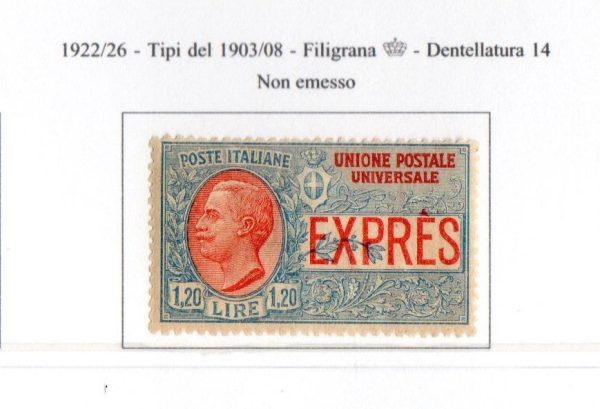 1922/26 - Tipi del 1903/08 - Filigrana - Dentellatura 14
Non emesso
POSTE ITALIANE
UNIONE POSTALE
UNIVERSALE
EXPRÈS
1,20 LIRE 1,20